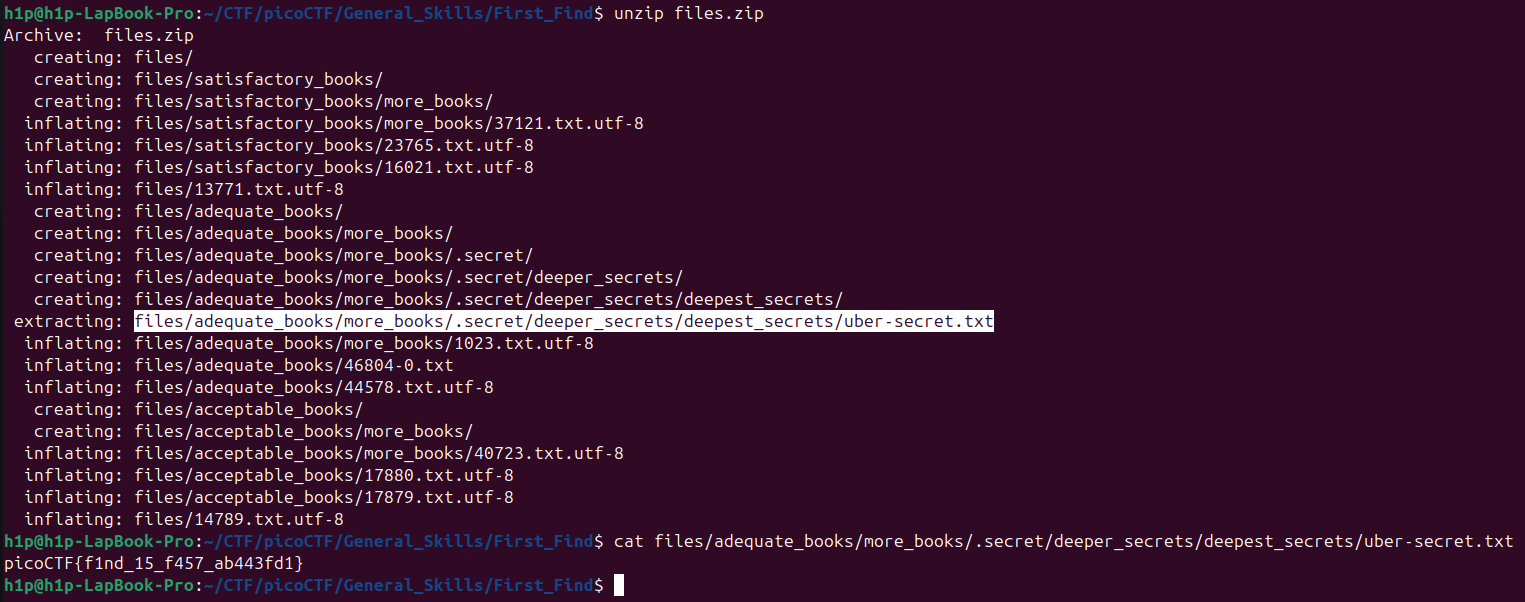 h1p@h1p-LapBook-Pro:~/CTF/picoCTF/General_Skills/First_Find$ unzip files.zip
Archive:  files.zip
   creating: files/
   creating: files/satisfactory_books/
   creating: files/satisfactory_books/more_books/
  inflating: files/satisfactory_books/more_books/37121.txt.utf-8
  inflating: files/satisfactory_books/23765.txt.utf-8
  inflating: files/satisfactory_books/16021.txt.utf-8
  inflating: files/13771.txt.utf-8
   creating: files/adequate_books/
   creating: files/adequate_books/more_books/
   creating: files/adequate_books/more_books/.secret/
   creating: files/adequate_books/more_books/.secret/deeper_secrets/
   creating: files/adequate_books/more_books/.secret/deeper_secrets/deepest_secrets/
 extracting: files/adequate_books/more_books/.secret/deeper_secrets/deepest_secrets/uber-secret.txt
  inflating: files/adequate_books/more_books/1023.txt.utf-8
  inflating: files/adequate_books/46804-0.txt
  inflating: files/adequate_books/44578.txt.utf-8
   creating: files/acceptable_books/
   creating: files/acceptable_books/more_books/
  inflating: files/acceptable_books/more_books/40723.txt.utf-8
  inflating: files/acceptable_books/17880.txt.utf-8
  inflating: files/acceptable_books/17879.txt.utf-8
  inflating: files/14789.txt.utf-8
h1p@h1p-LapBook-Pro:~/CTF/picoCTF/General_Skills/First_Find$ cat files/adequate_books/more_books/.secret/deeper_secrets/deepest_secrets/uber-secret.txt
picoCTF{f1nd_15_f457_ab443fd1}
h1p@h1p-LapBook-Pro:~/CTF/picoCTF/General_Skills/First_Find$